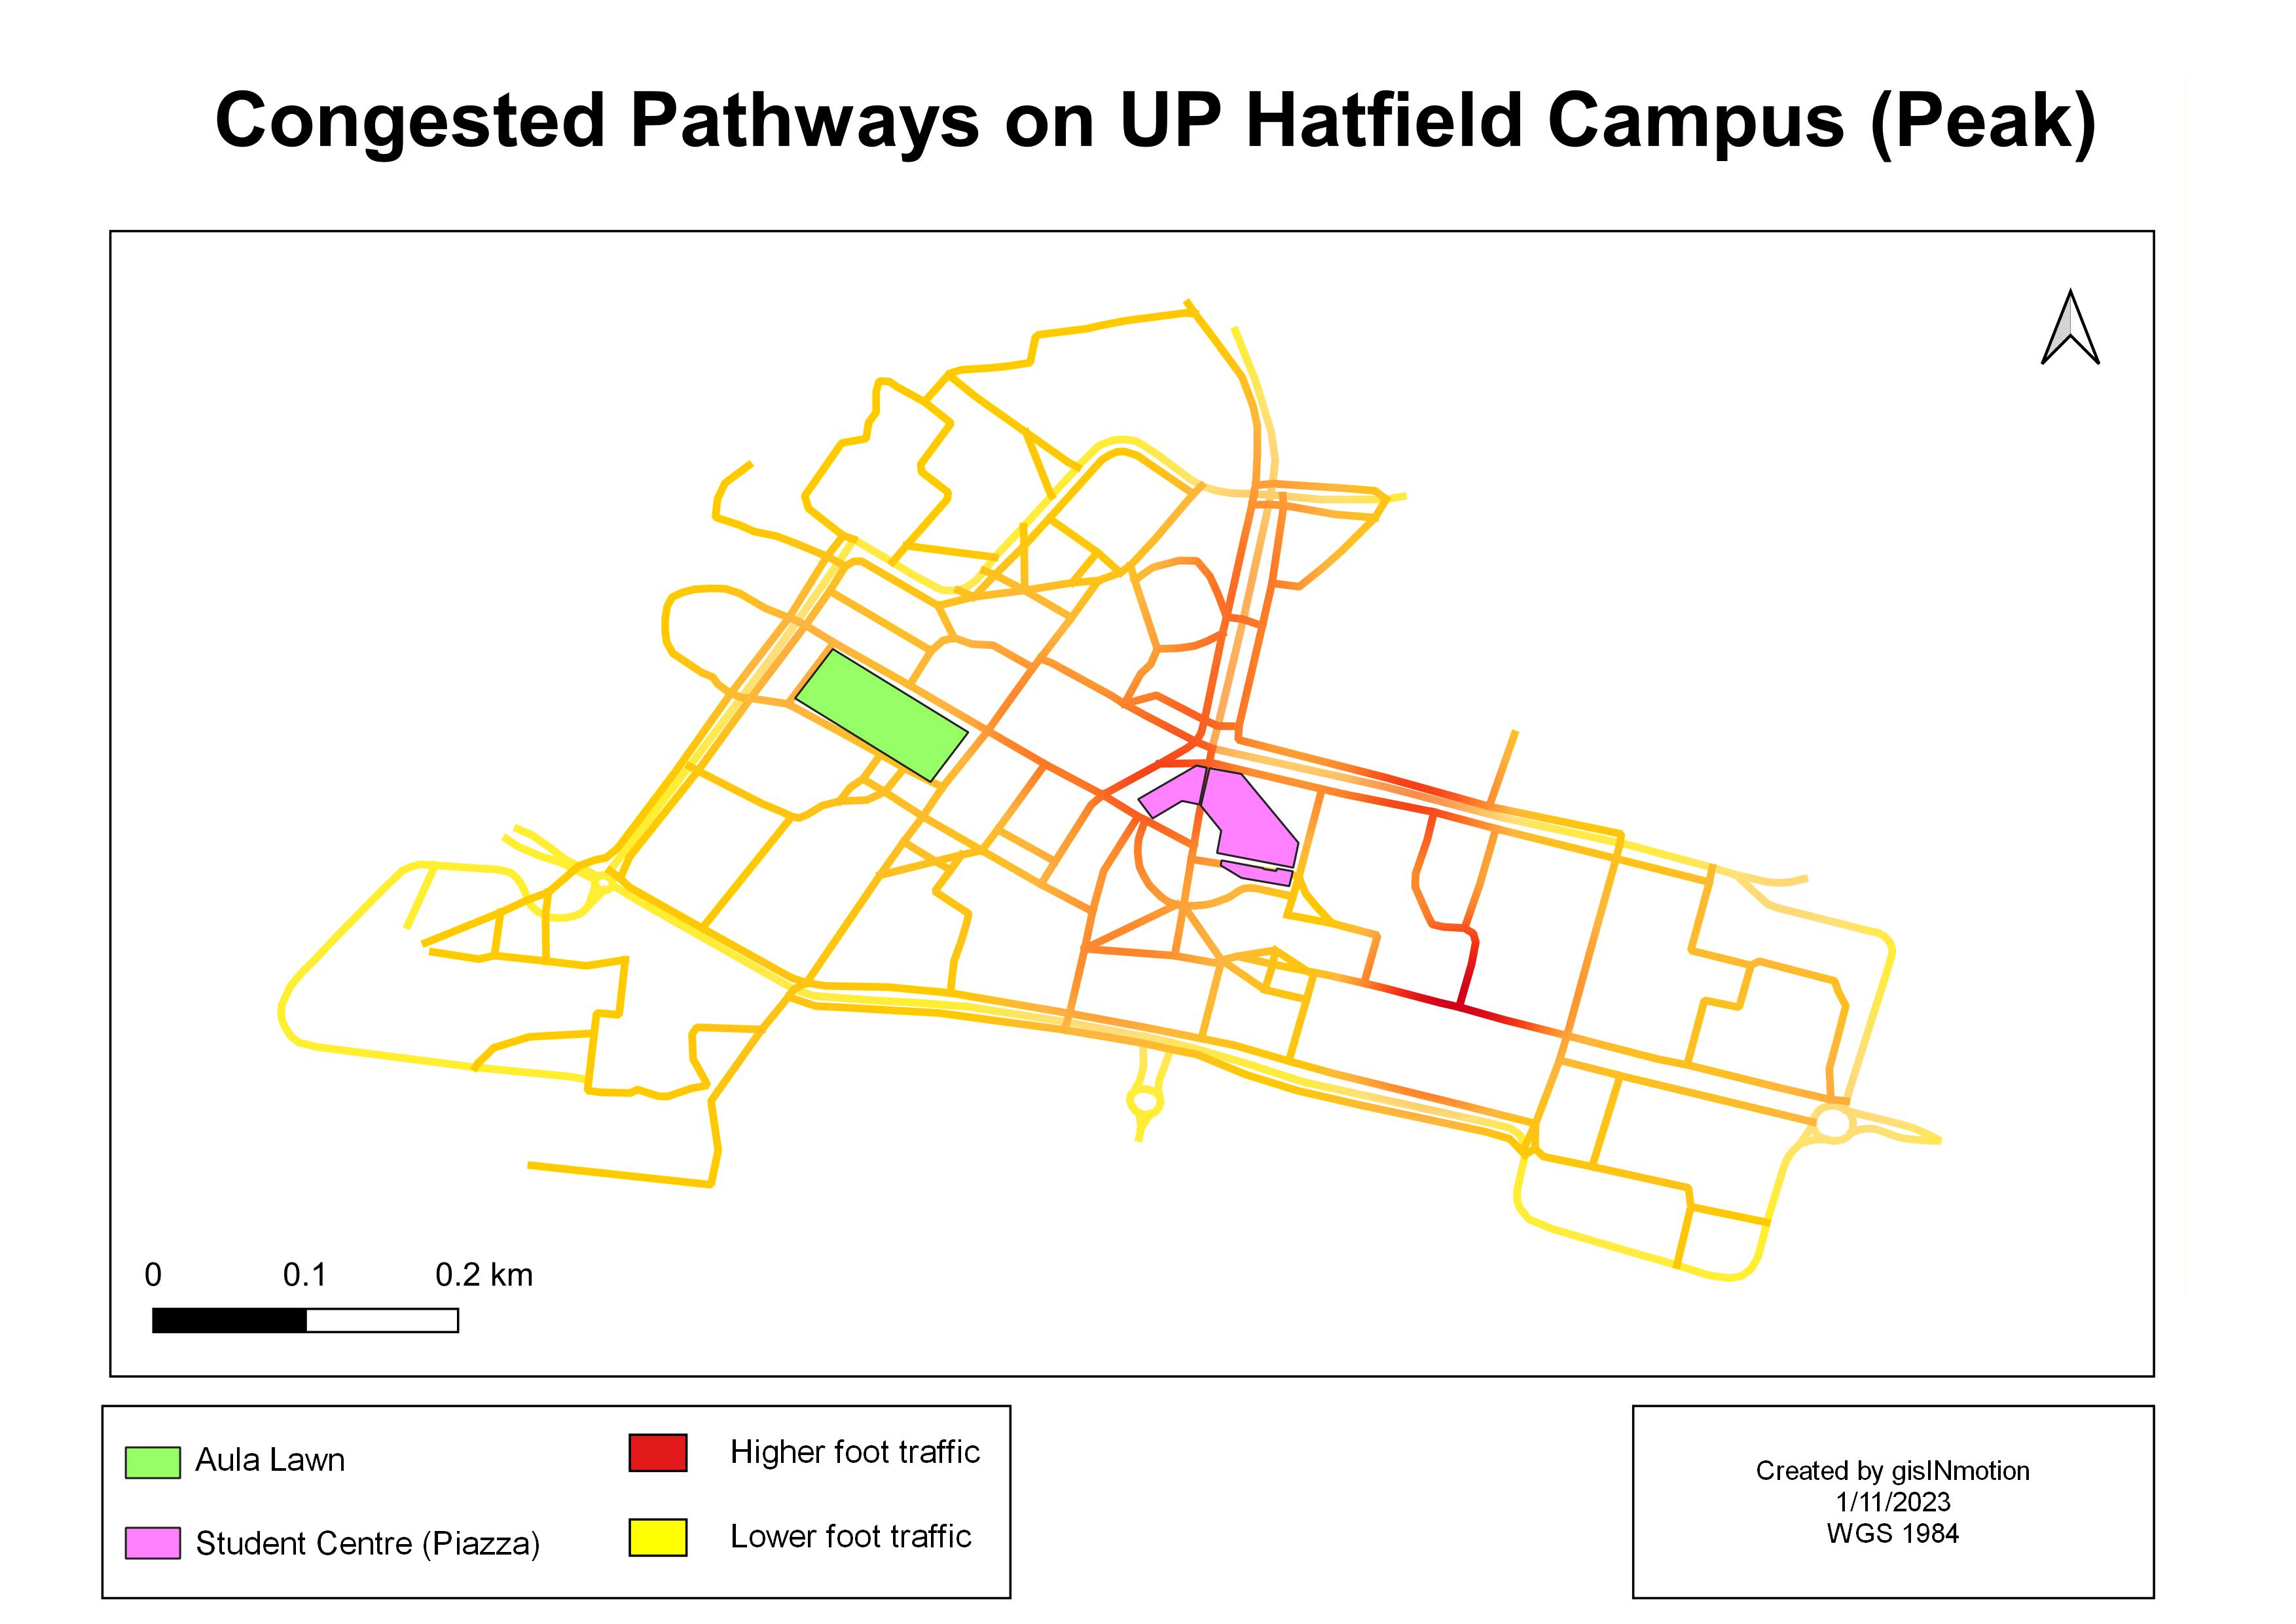 Congested Pathways on UP Hatfield Campus (Peak)
0 0.1 0.2 km
Aula Lawn
Student Centre (Piazza)
Higher foot traffic
Lower foot traffic
Created by gisINmotion
1/11/2023
WGS 1984